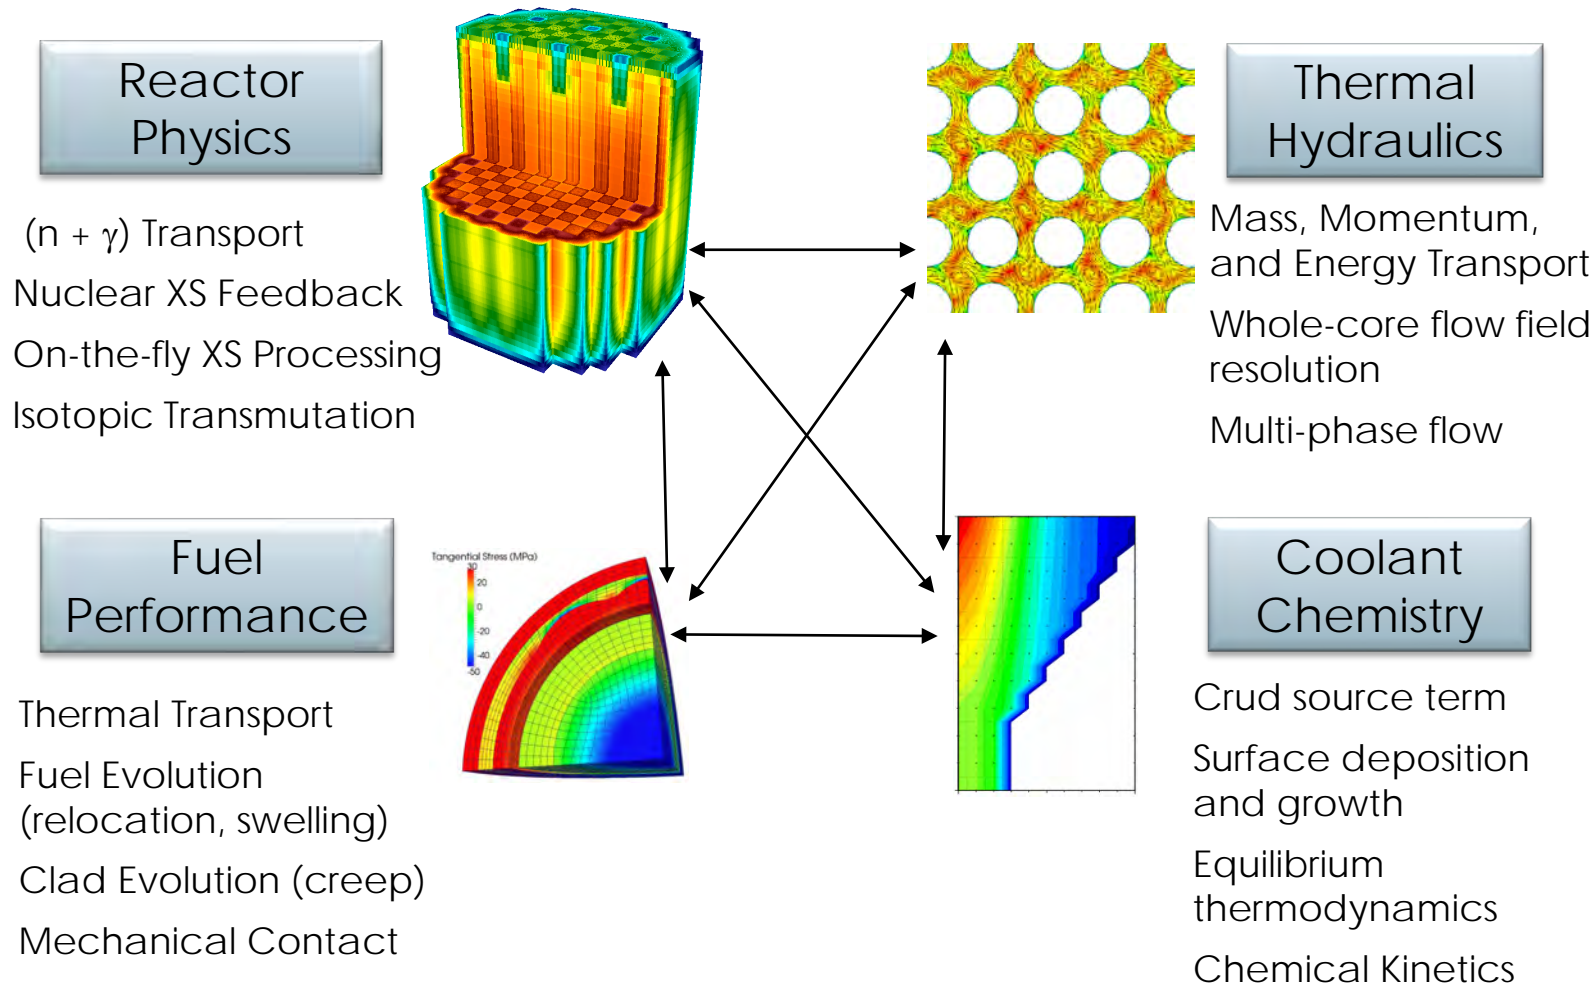 Reactor
Physics
(n + γ) Transport
Nuclear XS Feedback
On-the-fly XS Processing
Isotopic Transmutation
Thermal
Hydraulics
Mass, Momentum,
and Energy Transport
Whole-core flow field
resolution
Multi-phase flow
Fuel
Performance
Tangential Stress (MPa)
30
20
0
-20
-40
-50
Thermal Transport
Fuel Evolution
(relocation, swelling)
Clad Evolution (creep)
Mechanical Contact
Coolant
Chemistry
Crud source term
Surface deposition
and growth
Equilibrium
thermodynamics
Chemical Kinetics